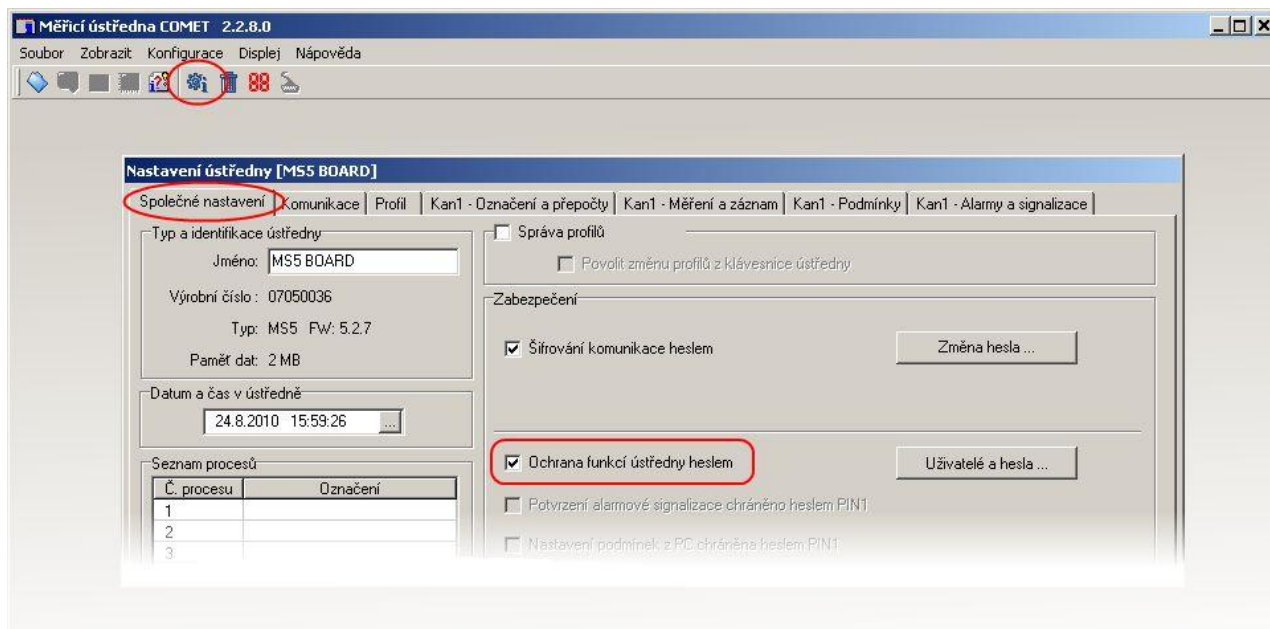 Měřicí ústředna COMET 2.2.8.0
Soubor Zobrazit Konfigurace Displej Nápověda
Nastavení ústředny [MS5 BOARD]
Společné nastavení Komunikace Profil Kan1 - Označení a přepočty Kan1 - Měření a záznam Kan1 - Podmínky Kan1 - Alarmy a signalizace
Typ a identifikace ústředny
Jméno: MS5 BOARD
Výrobní číslo : 07050036
Typ: MS5 FW: 5.2.7
Paměť dat: 2 MB
Datum a čas v ústředně
24.8.2010 15:59:26 ...
Seznam procesů
Č. procesu Označení
1
2
3
Správa profilů
Povolit změnu profilů z klávesnice ústředny
Zabezpečení
Šifrování komunikace heslem Změna hesla ...
Ochrana funkcí ústředny heslem Uživatelé a hesla ...
Potvrzení alarmové signalizace chráněno heslem PIN1
Nastavení podmínek z PC chráněna heslem PIN1